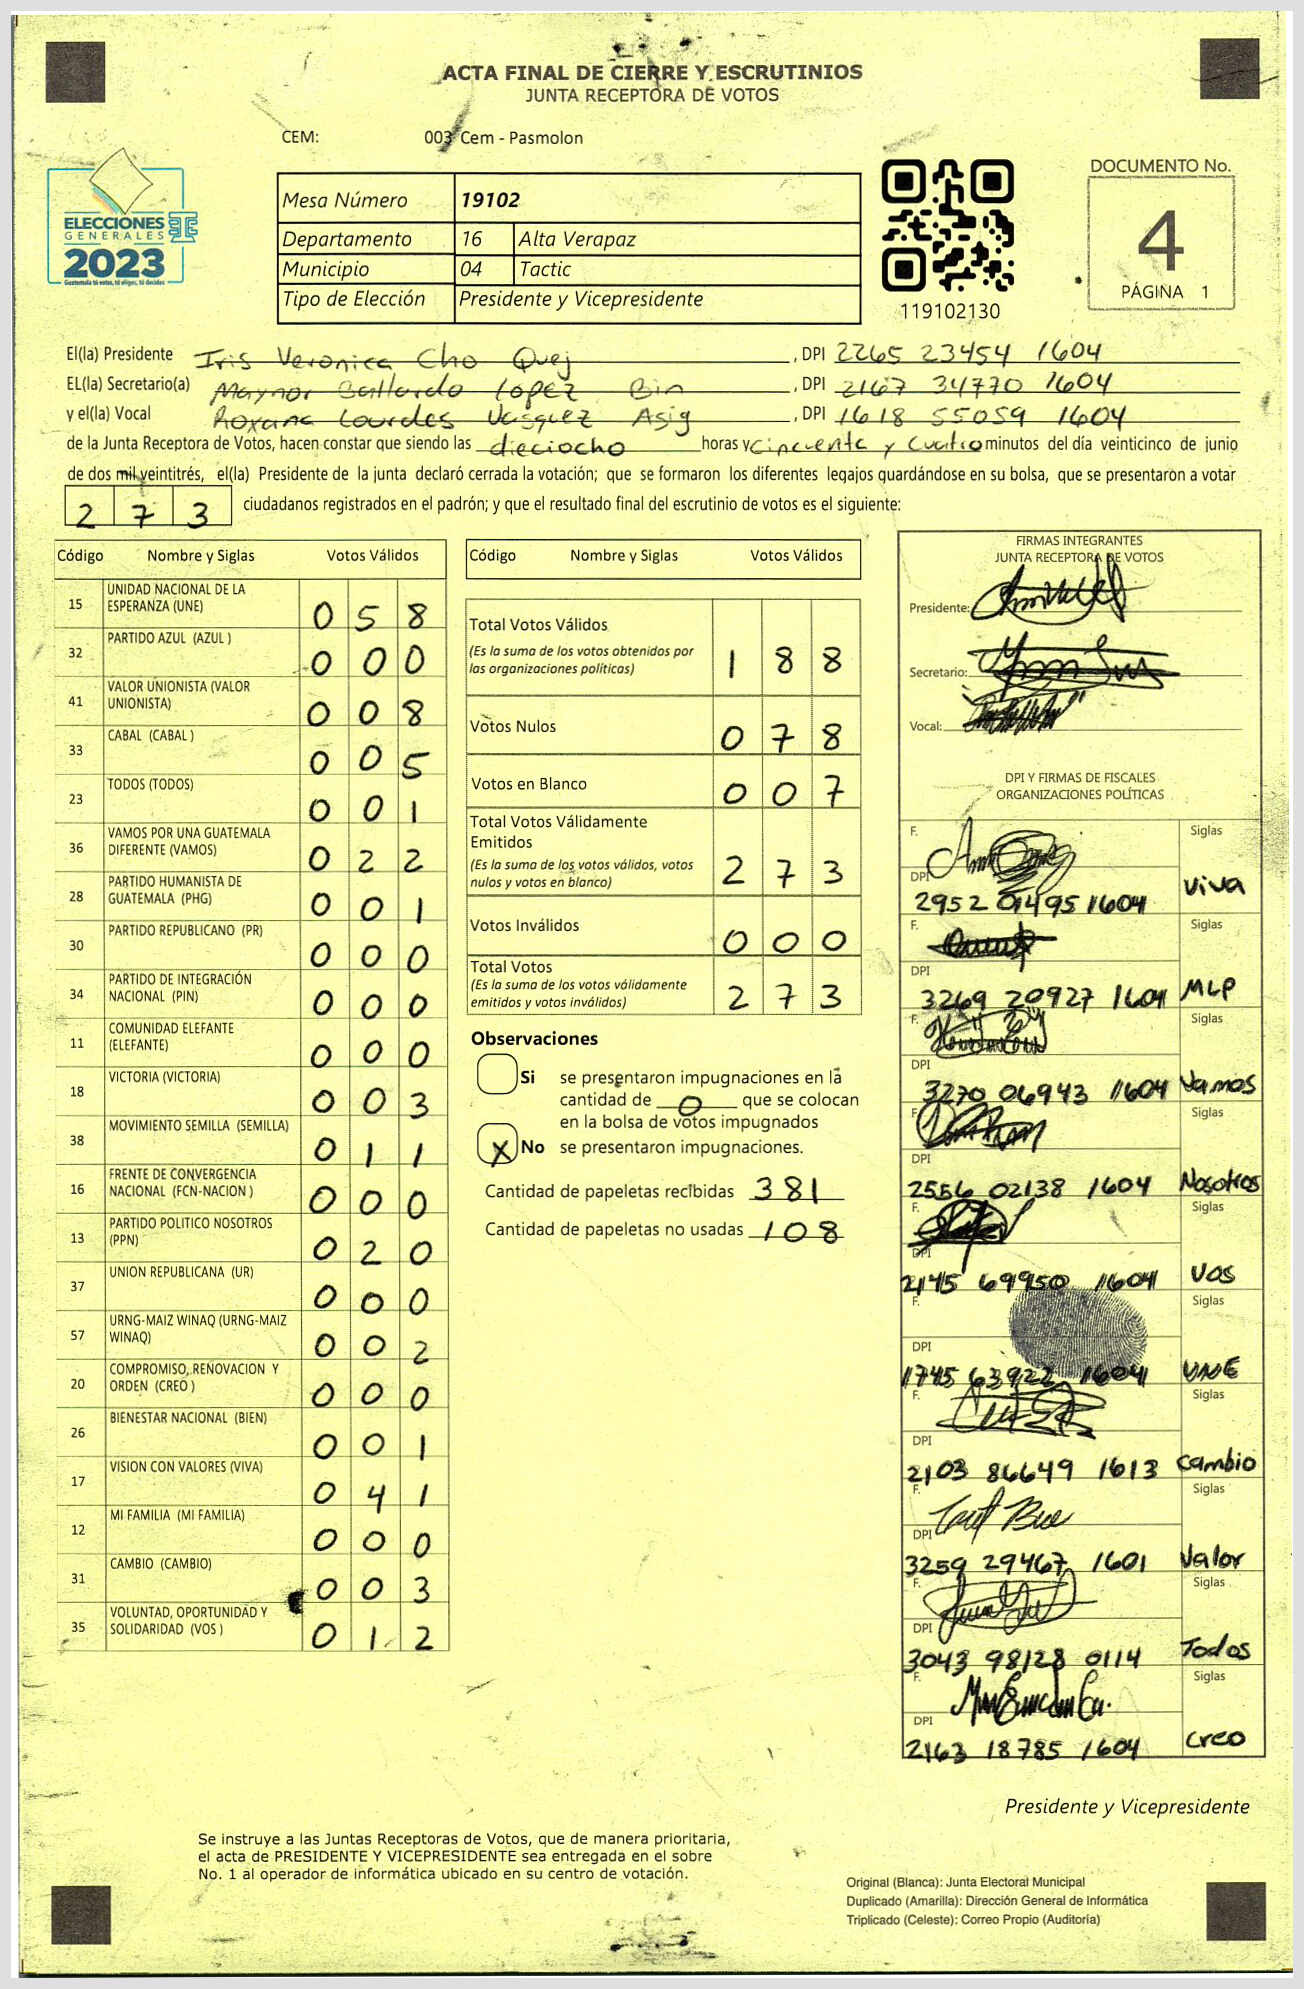 ACTA FINAL DE CIERRE Y ESCRUTINIOS
JUNTA RECEPTORA DE VOTOS
CEM: 003 Cem - Pasmolon
ELECCIONES
GENERALES
2023
Guatemala tú votas, tú eliges, tú decides
Mesa Número 19102
Departamento 16 Alta Verapaz
Municipio 04 Tactic
Tipo de Elección Presidente y Vicepresidente
119102130
DOCUMENTO No.
4
PÁGINA 1
El(la) Presidente Iris Veronica Cho Quej, DPI 2265 23454 1604
EL(la) Secretario(a) Maynor Lopez Bin, DPI 2167 34770 1604
y el(la) Vocal Roxana Lourdes Vasquez Asig, DPI 1618 55059 1604
de la Junta Receptora de Votos, hacen constar que siendo las dieciocho horas y cincuenta y cuatro minutos del día veinticinco de junio
de dos mil veintitrés, el(la) Presidente de la junta declaró cerrada la votación; que se formaron los diferentes legajos quardándose en su bolsa, que se presentaron a votar
2 7 3 ciudadanos registrados en el padrón; y que el resultado final del escrutinio de votos es el siguiente:
Código Nombre y Siglas Votos Válidos
15 UNIDAD NACIONAL DE LA
ESPERANZA (UNE) 0 5 8
32 PARTIDO AZUL (AZUL ) 0 0 0
41 VALOR UNIONISTA (VALOR
UNIONISTA) 0 0 8
33 CABAL (CABAL ) 0 0 5
23 TODOS (TODOS) 0 0 1
36 VAMOS POR UNA GUATEMALA
DIFERENTE (VAMOS) 0 2 2
28 PARTIDO HUMANISTA DE
GUATEMALA (PHG) 0 0 1
30 PARTIDO REPUBLICANO (PR) 0 0 0
34 PARTIDO DE INTEGRACIÓN
NACIONAL (PIN) 0 0 0
11 COMUNIDAD ELEFANTE
(ELEFANTE) 0 0 0
18 VICTORIA (VICTORIA) 0 0 3
38 MOVIMIENTO SEMILLA (SEMILLA) 0 1 1
16 FRENTE DE CONVERGENCIA
NACIONAL (FCN-NACION ) 0 0 0
13 PARTIDO POLITICO NOSOTROS
(PPN) 0 2 0
37 UNION REPUBLICANA (UR) 0 0 0
57 URNG-MAIZ WINAQ (URNG-MAIZ
WINAQ) 0 0 2
20 COMPROMISO, RENOVACION Y
ORDEN (CREO ) 0 0 0
26 BIENESTAR NACIONAL (BIEN) 0 0 1
17 VISION CON VALORES (VIVA) 0 4 1
12 MI FAMILIA (MI FAMILIA) 0 0 0
31 CAMBIO (CAMBIO) 0 0 3
35 VOLUNTAD, OPORTUNIDAD Y
SOLIDARIDAD (VOS ) 0 1 2
Código Nombre y Siglas Votos Válidos
Total Votos Válidos
(Es la suma de los votos obtenidos por
las organizaciones políticas) 1 8 8
Votos Nulos 0 7 8
Votos en Blanco 0 0 7
Total Votos Válidamente
Emitidos
(Es la suma de los votos válidos, votos
nulos y votos en blanco) 2 7 3
Votos Inválidos 0 0 0
Total Votos
(Es la suma de los votos válidamente
emitidos y votos inválidos) 2 7 3
Observaciones
Si se presentaron impugnaciones en la
cantidad de 0 que se colocan
en la bolsa de votos impugnados
X No se presentaron impugnaciones.
Cantidad de papeletas recibidas 381
Cantidad de papeletas no usadas 108
FIRMAS INTEGRANTES
JUNTA RECEPTORA DE VOTOS
Presidente:
Secretario:
Vocal:
DPI Y FIRMAS DE FISCALES
ORGANIZACIONES POLÍTICAS
F. Siglas
DPI 2952 01495 1604 Viva
F. Siglas
DPI 3269 20927 1604 MLP
F. Siglas
DPI 3270 06943 1604 Vamos
F. Siglas
DPI 2556 02138 1604 Nosotros
F. Siglas
DPI 2145 69950 1604 Vos
F. Siglas
DPI 1745 63922 1604 UNE
F. Siglas
DPI 2103 86649 1613 Cambio
F. Siglas
DPI 3259 29467 1601 Valor
F. Siglas
DPI 3043 98128 0114 Todos
F. Siglas
DPI 2163 18785 1604 Creo
Presidente y Vicepresidente
Se instruye a las Juntas Receptoras de Votos, que de manera prioritaria,
el acta de PRESIDENTE Y VICEPRESIDENTE sea entregada en el sobre
No. 1 al operador de informática ubicado en su centro de votación.
Original (Blanca): Junta Electoral Municipal
Duplicado (Amarilla): Dirección General de Informática
Triplicado (Celeste): Correo Propio (Auditoría)